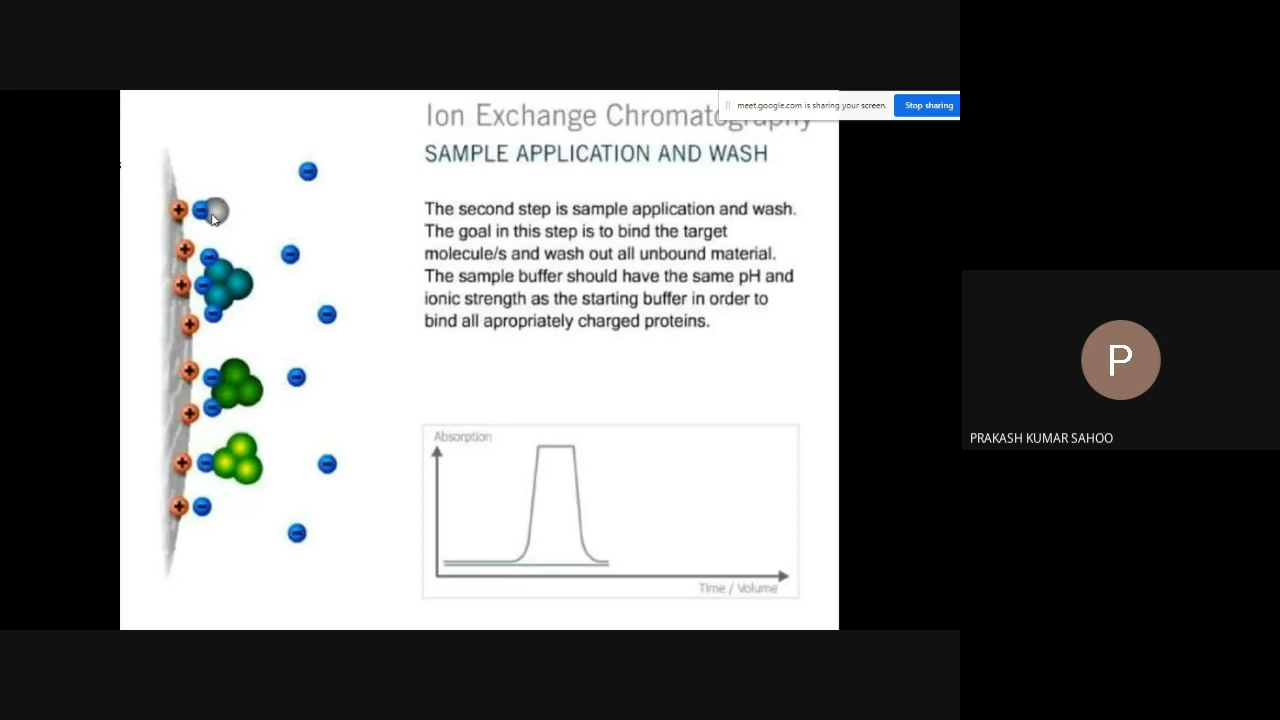 meet.google.com is sharing your screen.
Stop sharing
Ion Exchange Chromatography
SAMPLE APPLICATION AND WASH
The second step is sample application and wash.
The goal in this step is to bind the target
molecule/s and wash out all unbound material.
The sample buffer should have the same pH and
ionic strength as the starting buffer in order to
bind all apropriately charged proteins.
Absorption
Time / Volume
P
PRAKASH KUMAR SAHOO